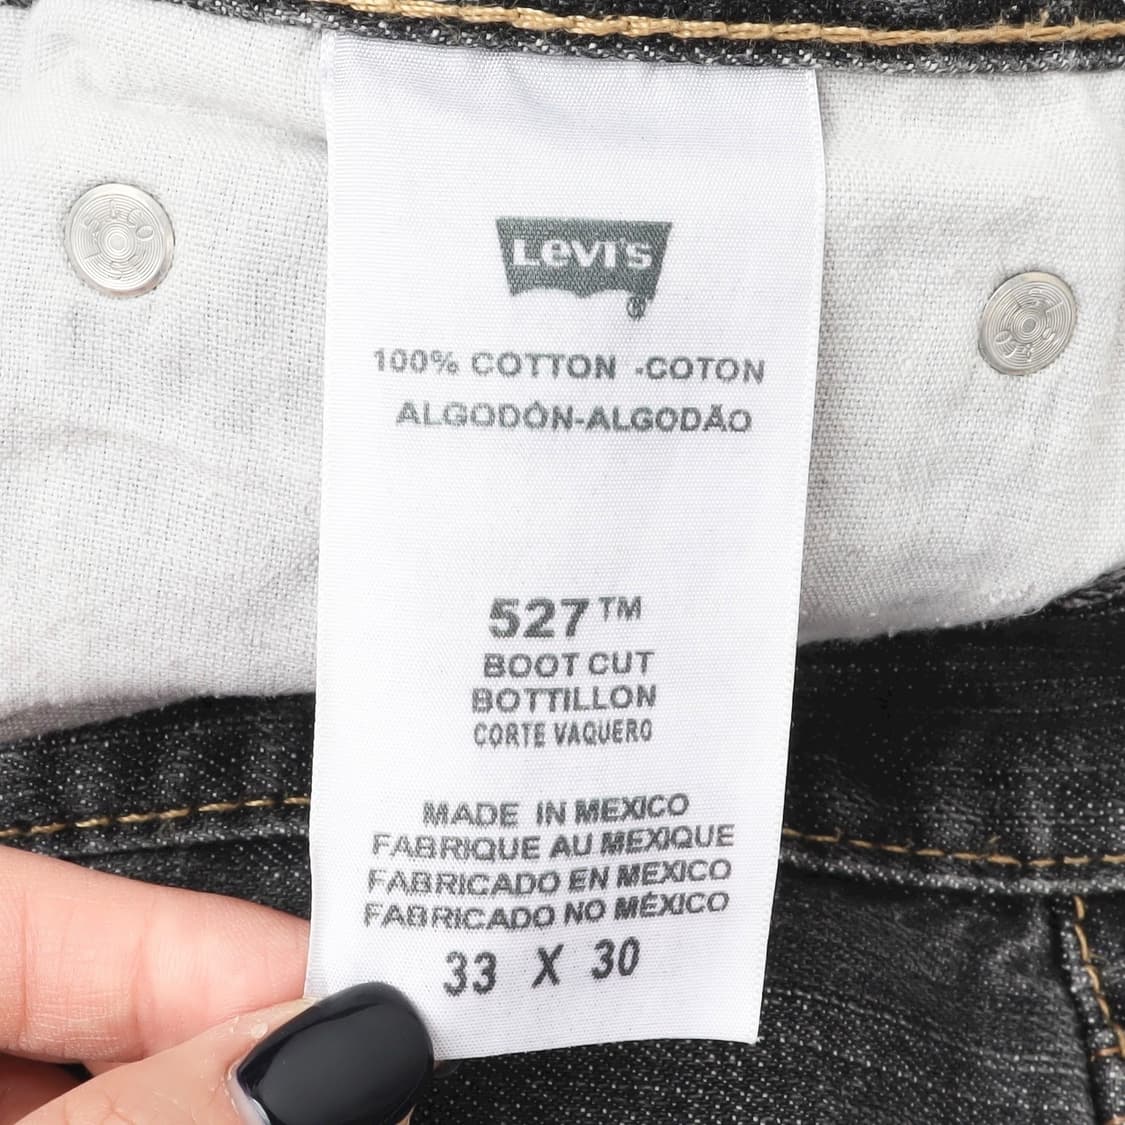 LEVI'S
®
100% COTTON -COTON
ALGODÓN-ALGODÃO
527™
BOOT CUT
BOTTILLON
CORTE VAQUERO
MADE IN MEXICO
FABRIQUE AU MEXIQUE
FABRICADO EN MEXICO
FABRICADO NO MÉXICO
33 X 30